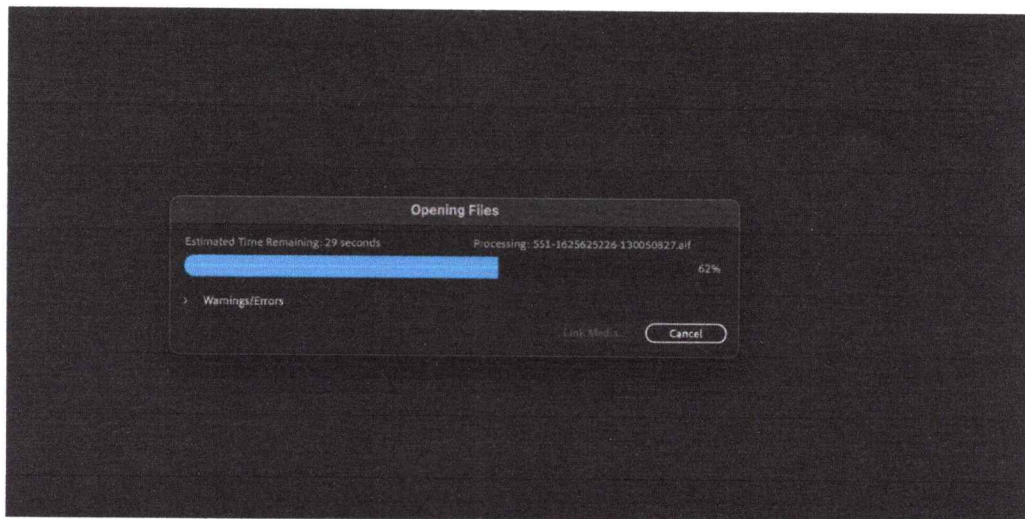 Opening Files
Estimated Time Remaining: 29 seconds
Processing: 551-1625625226-130050827.aif
62%
> Warnings/Errors
Link Media...
Cancel